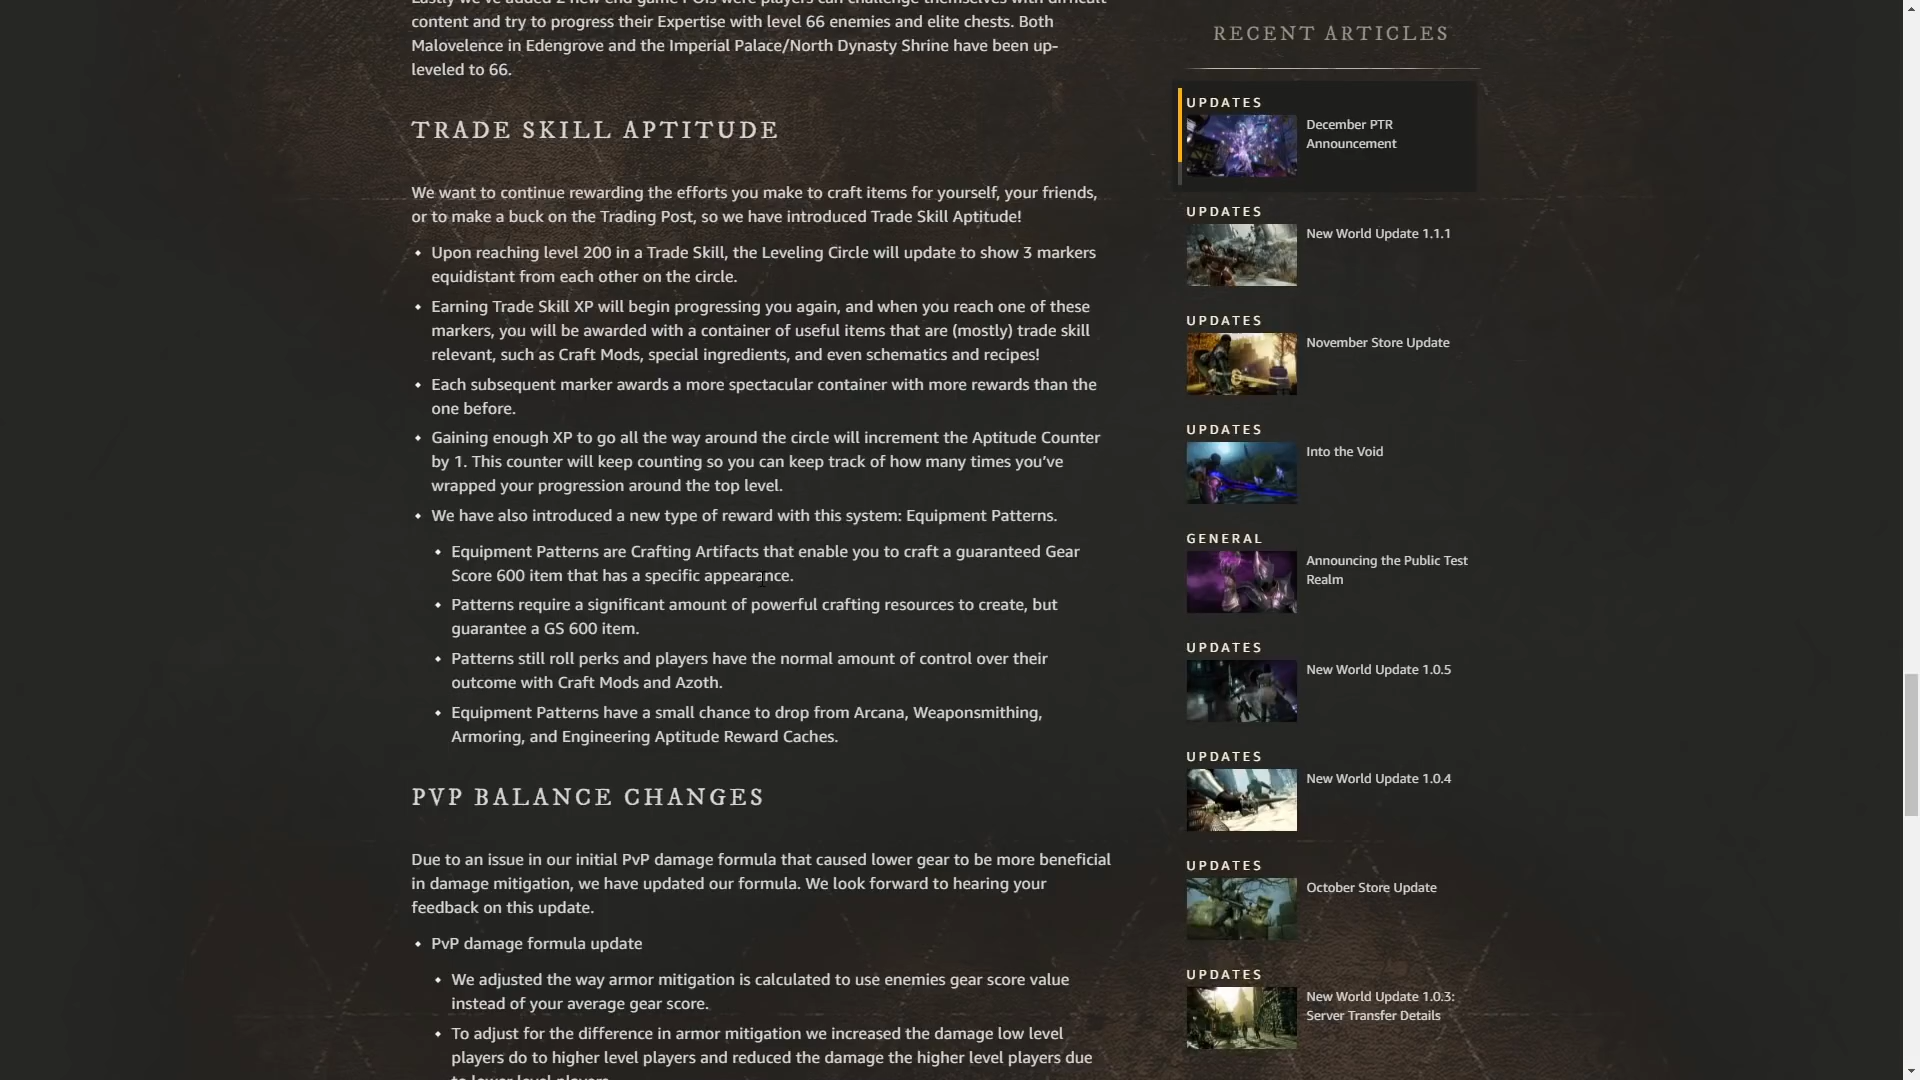 Lastly we've added 2 new end game POIs were players can challenge themselves with difficult
content and try to progress their Expertise with level 66 enemies and elite chests. Both
Malovelence in Edengrove and the Imperial Palace/North Dynasty Shrine have been up-
leveled to 66.
TRADE SKILL APTITUDE
We want to continue rewarding the efforts you make to craft items for yourself, your friends,
or to make a buck on the Trading Post, so we have introduced Trade Skill Aptitude!
Upon reaching level 200 in a Trade Skill, the Leveling Circle will update to show 3 markers
equidistant from each other on the circle.
Earning Trade Skill XP will begin progressing you again, and when you reach one of these
markers, you will be awarded with a container of useful items that are (mostly) trade skill
relevant, such as Craft Mods, special ingredients, and even schematics and recipes!
Each subsequent marker awards a more spectacular container with more rewards than the
one before.
Gaining enough XP to go all the way around the circle will increment the Aptitude Counter
by 1. This counter will keep counting so you can keep track of how many times you've
wrapped your progression around the top level.
We have also introduced a new type of reward with this system: Equipment Patterns.
Equipment Patterns are Crafting Artifacts that enable you to craft a guaranteed Gear
Score 600 item that has a specific appearance.
Patterns require a significant amount of powerful crafting resources to create, but
guarantee a GS 600 item.
Patterns still roll perks and players have the normal amount of control over their
outcome with Craft Mods and Azoth.
Equipment Patterns have a small chance to drop from Arcana, Weaponsmithing,
Armoring, and Engineering Aptitude Reward Caches.
PVP BALANCE CHANGES
Due to an issue in our initial PvP damage formula that caused lower gear to be more beneficial
in damage mitigation, we have updated our formula. We look forward to hearing your
feedback on this update.
PvP damage formula update
We adjusted the way armor mitigation is calculated to use enemies gear score value
instead of your average gear score.
To adjust for the difference in armor mitigation we increased the damage low level
players do to higher level players and reduced the damage the higher level players due
to lower level players.
RECENT ARTICLES
UPDATES
December PTR
Announcement
UPDATES
New World Update 1.1.1
UPDATES
November Store Update
UPDATES
Into the Void
GENERAL
Announcing the Public Test
Realm
UPDATES
New World Update 1.0.5
UPDATES
New World Update 1.0.4
UPDATES
October Store Update
UPDATES
New World Update 1.0.3:
Server Transfer Details